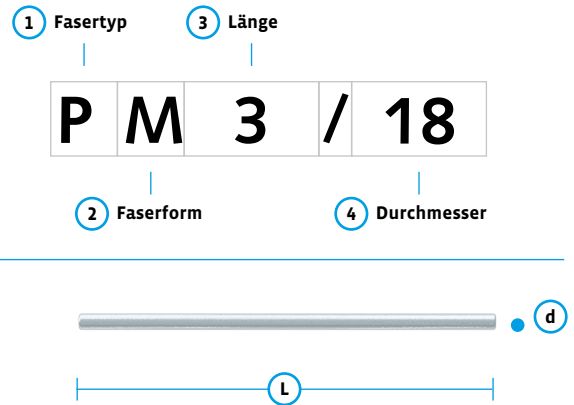 1 Fasertyp 3 Länge
P M 3 / 18
2 Faserform 4 Durchmesser
d
L